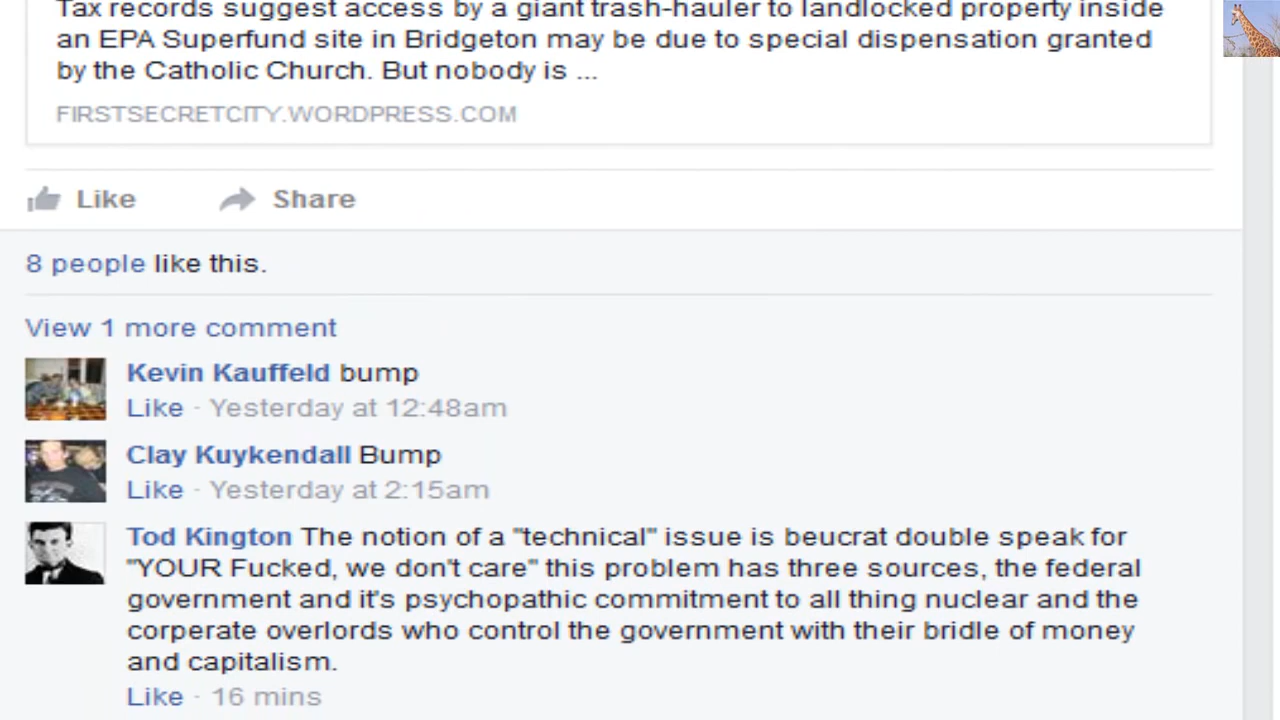 Tax records suggest access by a giant trash-hauler to landlocked property inside
an EPA Superfund site in Bridgeton may be due to special dispensation granted
by the Catholic Church. But nobody is ...
FIRSTSECRETCITY.WORDPRESS.COM
Like Share
8 people like this.
View 1 more comment
Kevin Kauffeld bump
Like · Yesterday at 12:48am
Clay Kuykendall Bump
Like · Yesterday at 2:15am
Tod Kington The notion of a "technical" issue is beucrat double speak for
"YOUR Fucked, we don't care" this problem has three sources, the federal
government and it's psychopathic commitment to all thing nuclear and the
corperate overlords who control the government with their bridle of money
and capitalism.
Like · 16 mins